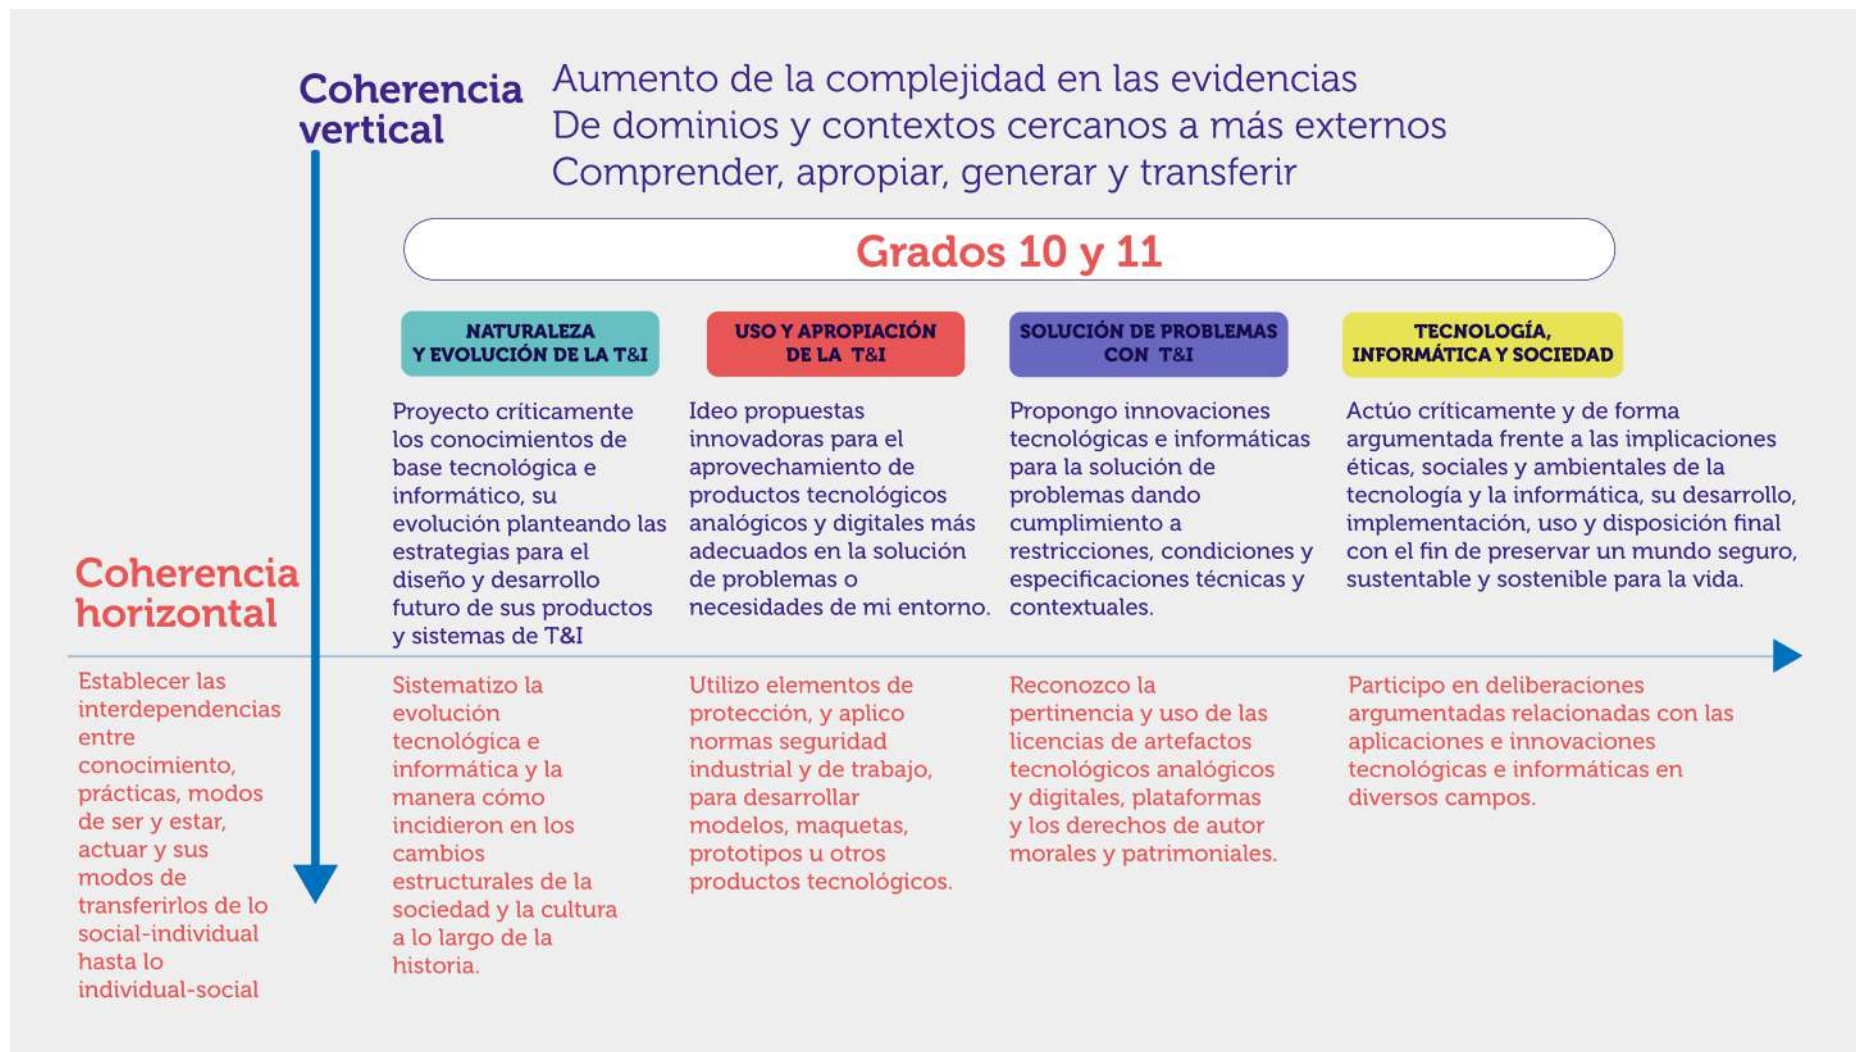 Coherencia
vertical
Aumento de la complejidad en las evidencias
De dominios y contextos cercanos a más externos
Comprender, apropiar, generar y transferir
Grados 10 y 11
NATURALEZA
Y EVOLUCIÓN DE LA T&I
USO Y APROPIACIÓN
DE LA T&I
SOLUCIÓN DE PROBLEMAS
CON T&I
TECNOLOGÍA,
INFORMÁTICA Y SOCIEDAD
Proyecto críticamente
los conocimientos de
base tecnológica e
informático, su
evolución planteando las
estrategias para el
diseño y desarrollo
futuro de sus productos
y sistemas de T&I
Ideo propuestas
innovadoras para el
aprovechamiento de
productos tecnológicos
analógicos y digitales más
adecuados en la solución
de problemas o
necesidades de mi entorno.
Propongo innovaciones
tecnológicas e informáticas
para la solución de
problemas dando
cumplimiento a
restricciones, condiciones y
especificaciones técnicas y
contextuales.
Actúo críticamente y de forma
argumentada frente a las implicaciones
éticas, sociales y ambientales de la
tecnología y la informática, su desarrollo,
implementación, uso y disposición final
con el fin de preservar un mundo seguro,
sustentable y sostenible para la vida.
Coherencia
horizontal
Establecer las
interdependencias
entre
conocimiento,
prácticas, modos
de ser y estar,
actuar y sus
modos de
transferirlos de lo
social-individual
hasta lo
individual-social
Sistematizo la
evolución
tecnológica e
informática y la
manera cómo
incidieron en los
cambios
estructurales de la
sociedad y la cultura
a lo largo de la
historia.
Utilizo elementos de
protección, y aplico
normas seguridad
industrial y de trabajo,
para desarrollar
modelos, maquetas,
prototipos u otros
productos tecnológicos.
Reconozco la
pertinencia y uso de las
licencias de artefactos
tecnológicos analógicos
y digitales, plataformas
y los derechos de autor
morales y patrimoniales.
Participo en deliberaciones
argumentadas relacionadas con las
aplicaciones e innovaciones
tecnológicas e informáticas en
diversos campos.